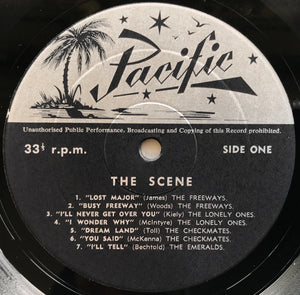 Pacific
Unauthorised Public Performance, Broadcasting and Copying of this Record prohibited.
33⅓ r.p.m. SIDE ONE
THE SCENE
1. "LOST MAJOR" (James) THE FREEWAYS.
2. "BUSY FREEWAY" (Woods) THE FREEWAYS.
3. "I'LL NEVER GET OVER YOU" (Kiely) THE LONELY ONES.
4. "I WONDER WHY" (McIntyre) THE LONELY ONES.
5. "DREAM LAND" (Toll) THE CHECKMATES.
6. "YOU SAID" (McKenna) THE CHECKMATES.
7. "I'LL TELL" (Bechtold) THE EMERALDS.